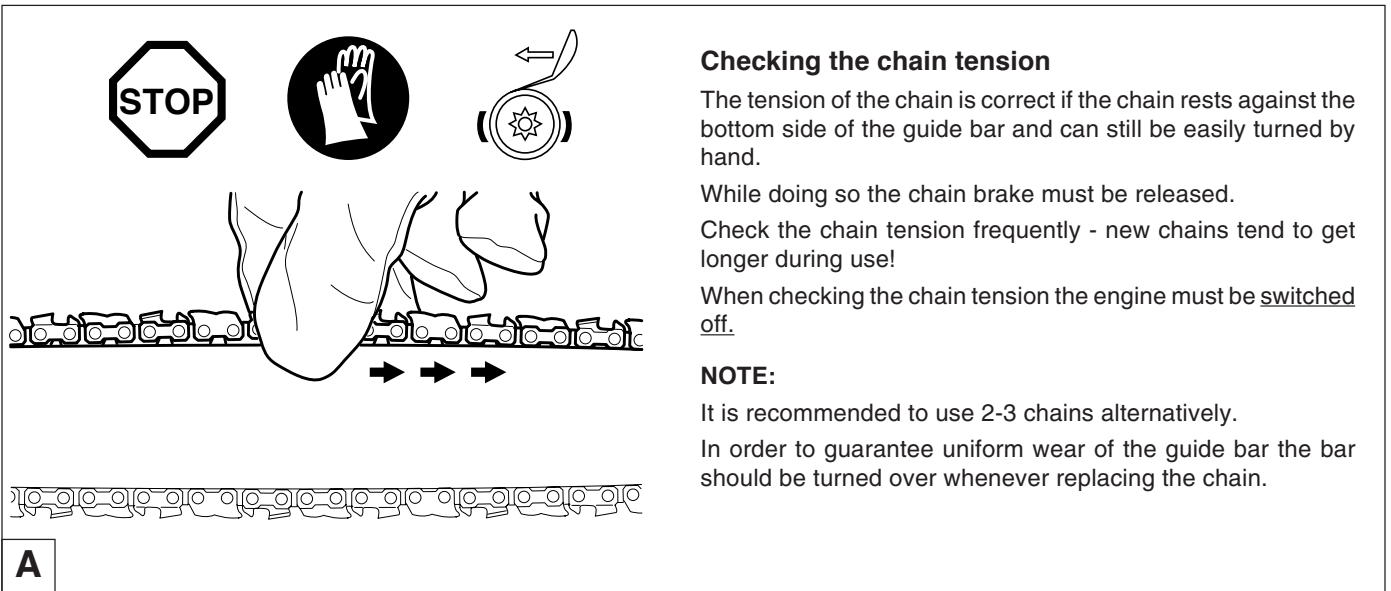 STOP
Checking the chain tension
The tension of the chain is correct if the chain rests against the
bottom side of the guide bar and can still be easily turned by
hand.
While doing so the chain brake must be released.
Check the chain tension frequently - new chains tend to get
longer during use!
When checking the chain tension the engine must be switched
off.
NOTE:
It is recommended to use 2-3 chains alternatively.
In order to guarantee uniform wear of the guide bar the bar
should be turned over whenever replacing the chain.
A